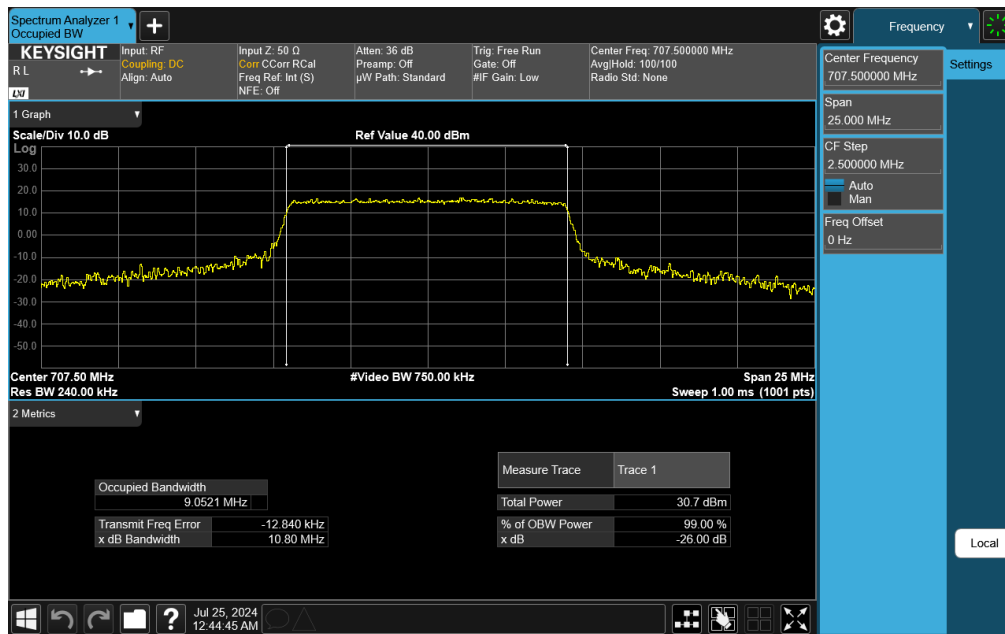 Spectrum Analyzer 1
Occupied BW
Frequency
KEYSIGHT
R L
LXI
Input: RF
Coupling: DC
Align: Auto
Input Z: 50 Ω
Corr CCorr RCal
Freq Ref: Int (S)
NFE: Off
Atten: 36 dB
Preamp: Off
µW Path: Standard
Trig: Free Run
Gate: Off
#IF Gain: Low
Center Freq: 707.500000 MHz
Avg|Hold: 100/100
Radio Std: None
Center Frequency
707.500000 MHz
Settings
Span
25.000 MHz
CF Step
2.500000 MHz
Auto
Man
Freq Offset
0 Hz
Local
1 Graph
Scale/Div 10.0 dB
Ref Value 40.00 dBm
Log
30.0
20.0
10.0
0.00
-10.0
-20.0
-30.0
-40.0
-50.0
Center 707.50 MHz
#Video BW 750.00 kHz
Span 25 MHz
Res BW 240.00 kHz
Sweep 1.00 ms (1001 pts)
2 Metrics
Measure Trace
Trace 1
Occupied Bandwidth
9.0521 MHz
Total Power
30.7 dBm
Transmit Freq Error
-12.840 kHz
% of OBW Power
99.00 %
x dB Bandwidth
10.80 MHz
x dB
-26.00 dB
?
Jul 25, 2024
12:44:45 AM